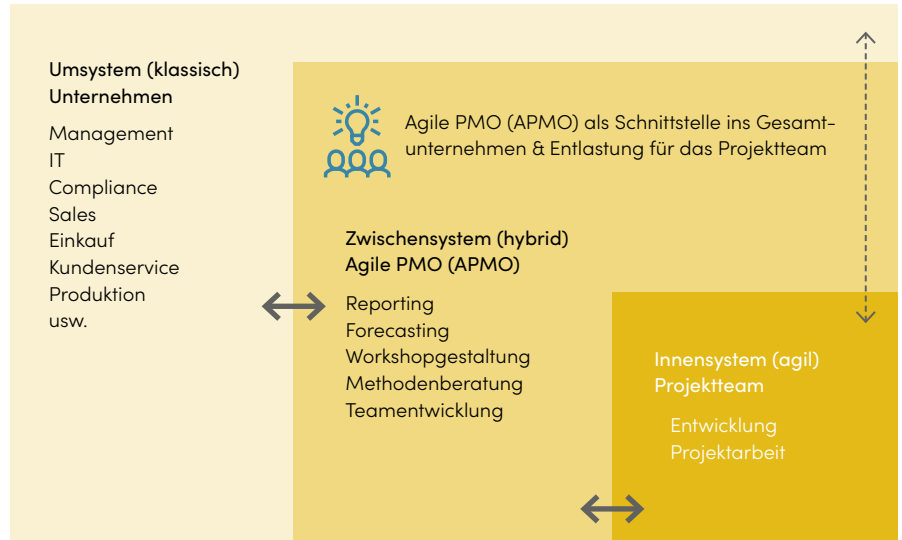 Umsystem (klassisch)
Unternehmen
Management
IT
Compliance
Sales
Einkauf
Kundenservice
Produktion
usw.
Agile PMO (APMO) als Schnittstelle ins Gesamt-
unternehmen & Entlastung für das Projektteam
Zwischensystem (hybrid)
Agile PMO (APMO)
Reporting
Forecasting
Workshopgestaltung
Methodenberatung
Teamentwicklung
Innensystem (agil)
Projektteam
Entwicklung
Projektarbeit